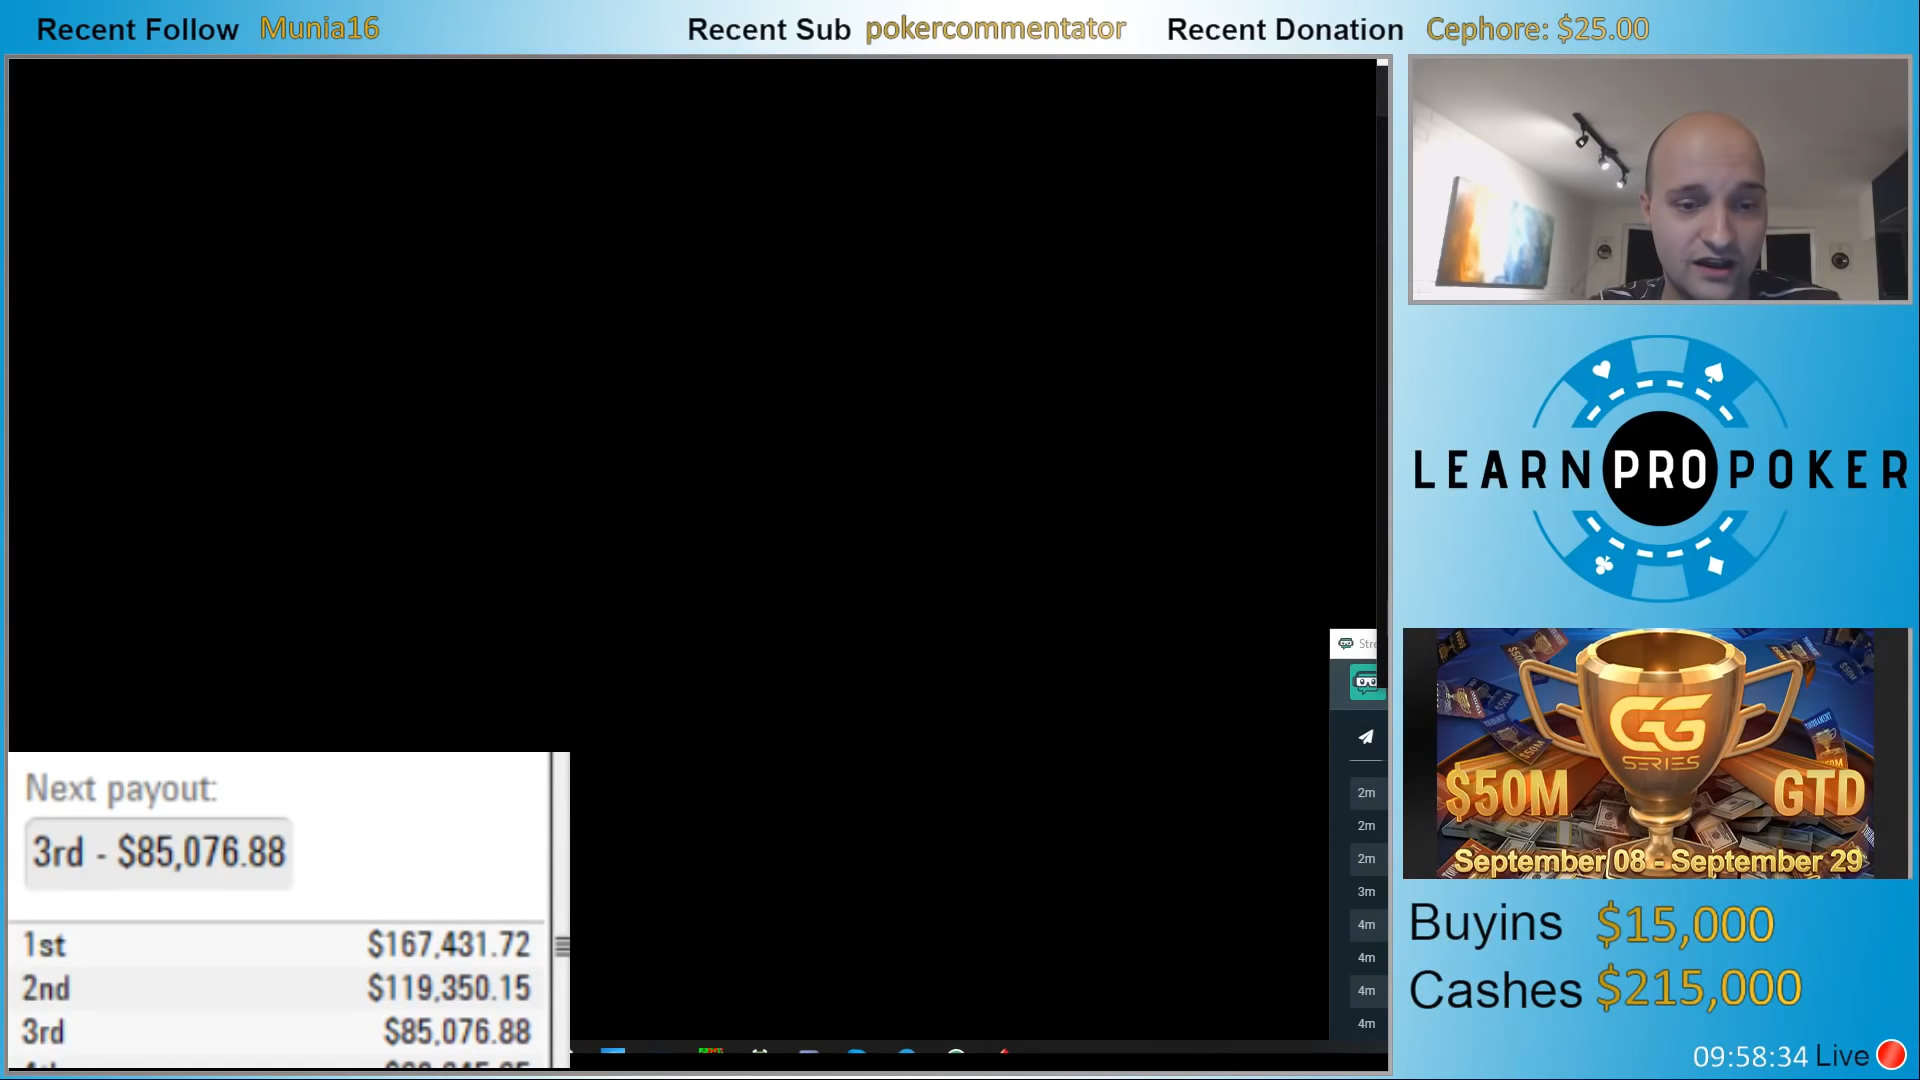 Recent Follow Munia16 Recent Sub pokercommentator Recent Donation Cephore: $25.00
LEARN PRO POKER
GG
SERIES
$50M GTD
September 08 - September 29
Next payout:
3rd - $85,076.88
1st $167,431.72
2nd $119,350.15
3rd $85,076.88
2m
2m
2m
3m
4m
4m
4m
4m
Buyins $15,000
Cashes $215,000
09:58:34 Live